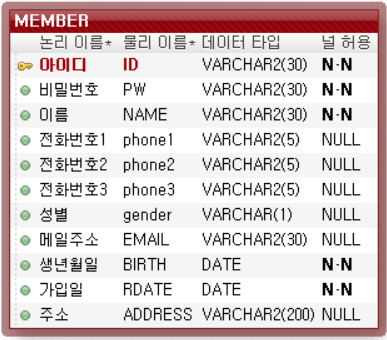 MEMBER
논리 이름* 물리 이름* 데이터 타입 널 허용
아이디 ID VARCHAR2(30) N-N
비밀번호 PW VARCHAR2(30) N-N
이름 NAME VARCHAR2(30) N-N
전화번호1 phone1 VARCHAR2(5) NULL
전화번호2 phone2 VARCHAR2(5) NULL
전화번호3 phone3 VARCHAR2(5) NULL
성별 gender VARCHAR(1) NULL
메일주소 EMAIL VARCHAR2(30) NULL
생년월일 BIRTH DATE N-N
가입일 RDATE DATE N-N
주소 ADDRESS VARCHAR2(200) NULL